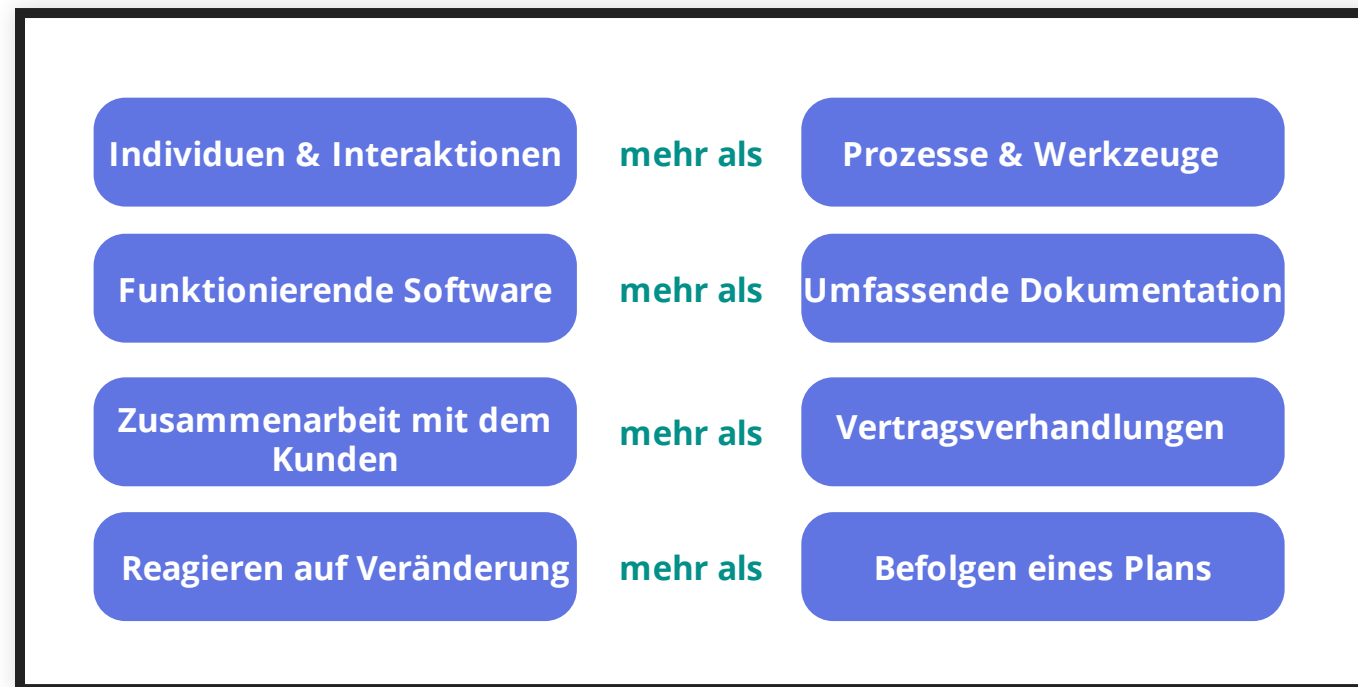 Individuen & Interaktionen mehr als Prozesse & Werkzeuge
Funktionierende Software mehr als Umfassende Dokumentation
Zusammenarbeit mit dem
Kunden
mehr als
Vertragsverhandlungen
Reagieren auf Veränderung mehr als Befolgen eines Plans